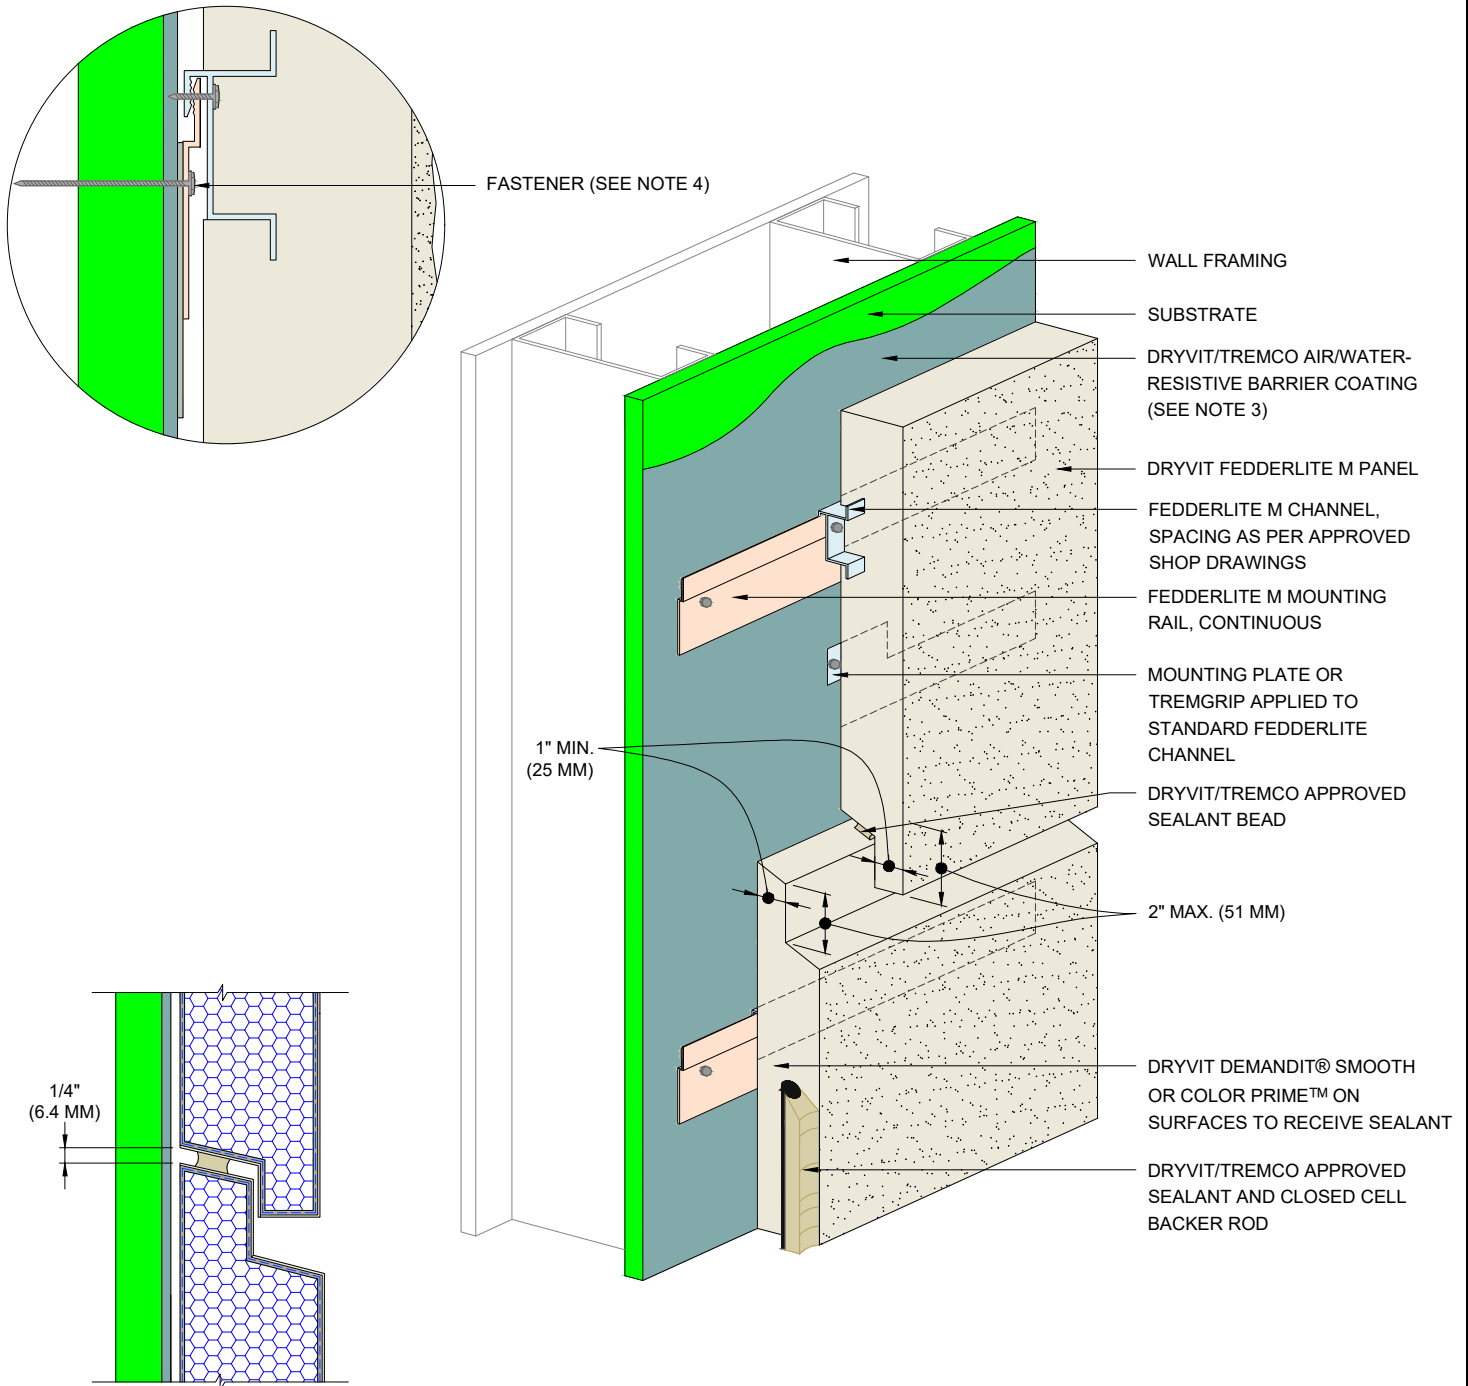 FASTENER (SEE NOTE 4)
WALL FRAMING
SUBSTRATE
DRYVIT/TREMCO AIR/WATER-
RESISTIVE BARRIER COATING
(SEE NOTE 3)
DRYVIT FEDDERLITE M PANEL
FEDDERLITE M CHANNEL,
SPACING AS PER APPROVED
SHOP DRAWINGS
FEDDERLITE M MOUNTING
RAIL, CONTINUOUS
MOUNTING PLATE OR
TREMGRIP APPLIED TO
STANDARD FEDDERLITE
CHANNEL
1" MIN.
(25 MM)
DRYVIT/TREMCO APPROVED
SEALANT BEAD
2" MAX. (51 MM)
DRYVIT DEMANDIT® SMOOTH
OR COLOR PRIME™ ON
SURFACES TO RECEIVE SEALANT
1/4"
(6.4 MM)
DRYVIT/TREMCO APPROVED
SEALANT AND CLOSED CELL
BACKER ROD